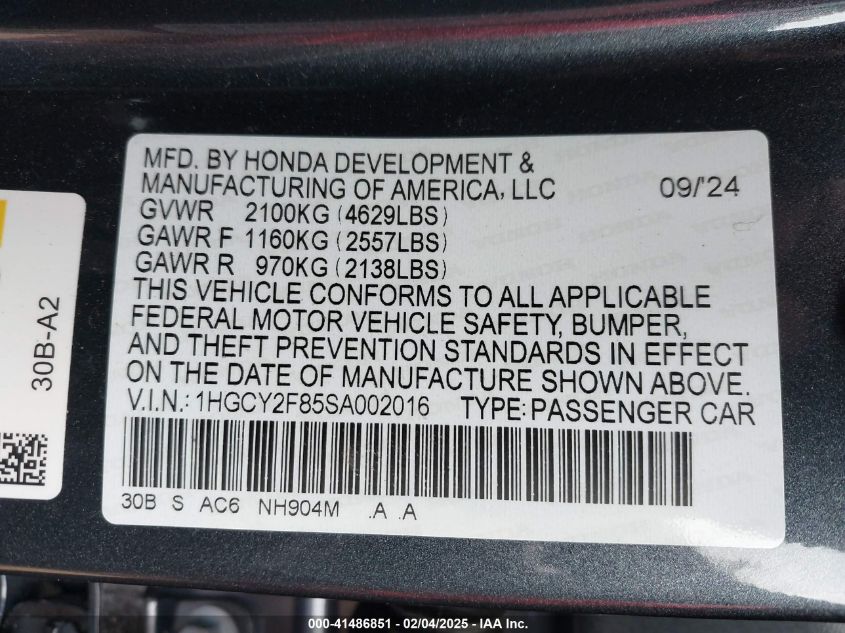 MFD. BY HONDA DEVELOPMENT &
MANUFACTURING OF AMERICA, LLC 09/'24
GVWR 2100KG (4629LBS)
GAWR F 1160KG (2557LBS)
GAWR R 970KG (2138LBS)
THIS VEHICLE CONFORMS TO ALL APPLICABLE
FEDERAL MOTOR VEHICLE SAFETY, BUMPER,
AND THEFT PREVENTION STANDARDS IN EFFECT
ON THE DATE OF MANUFACTURE SHOWN ABOVE.
V.I.N.: 1HGCY2F85SA002016 TYPE: PASSENGER CAR
30B S AC6 NH904M .A .A
30B-A2
000-41486851 - 02/04/2025 - IAA Inc.